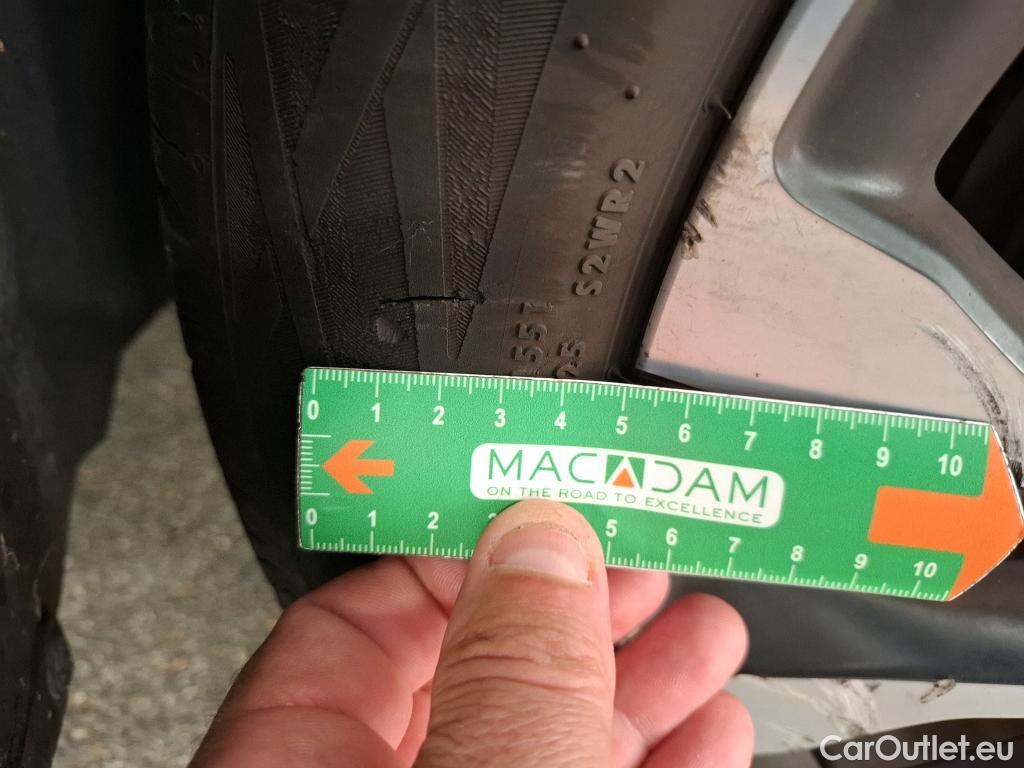 S2WR2
0 1 2 3 4 5 6 7 8 9 10
MACADAM
ON THE ROAD TO EXCELLENCE
0 1 2 5 6 7 8 9 10
CarOutlet.eu